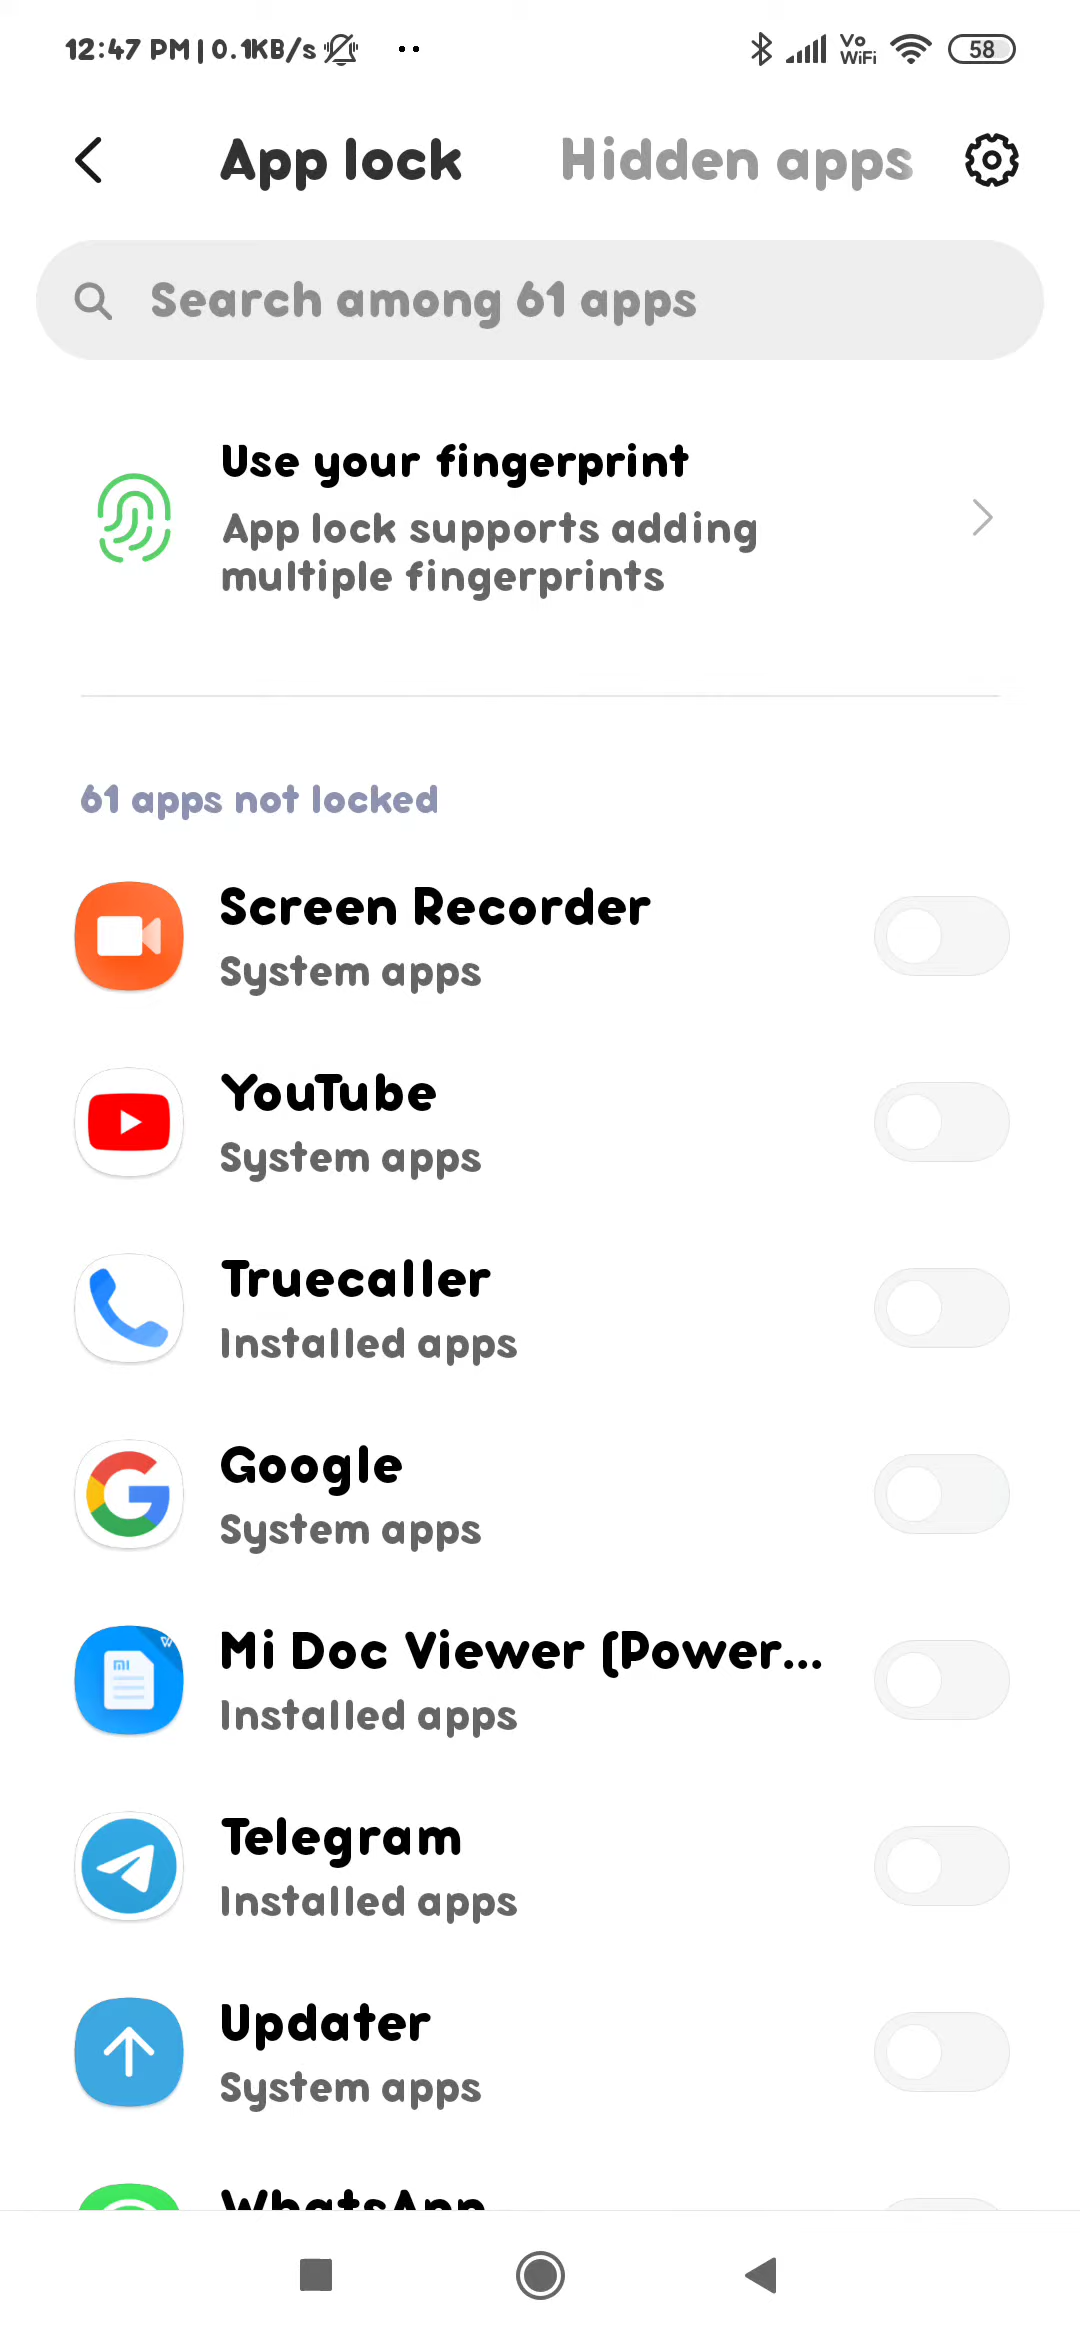 12:47 PM | 0.1KB/s
Vo
WiFi
58
App lock
Hidden apps
Search among 61 apps
Use your fingerprint
App lock supports adding
multiple fingerprints
61 apps not locked
Screen Recorder
System apps
YouTube
System apps
Truecaller
Installed apps
Google
System apps
Mi Doc Viewer (Power...
Installed apps
Telegram
Installed apps
Updater
System apps
WhatsApp